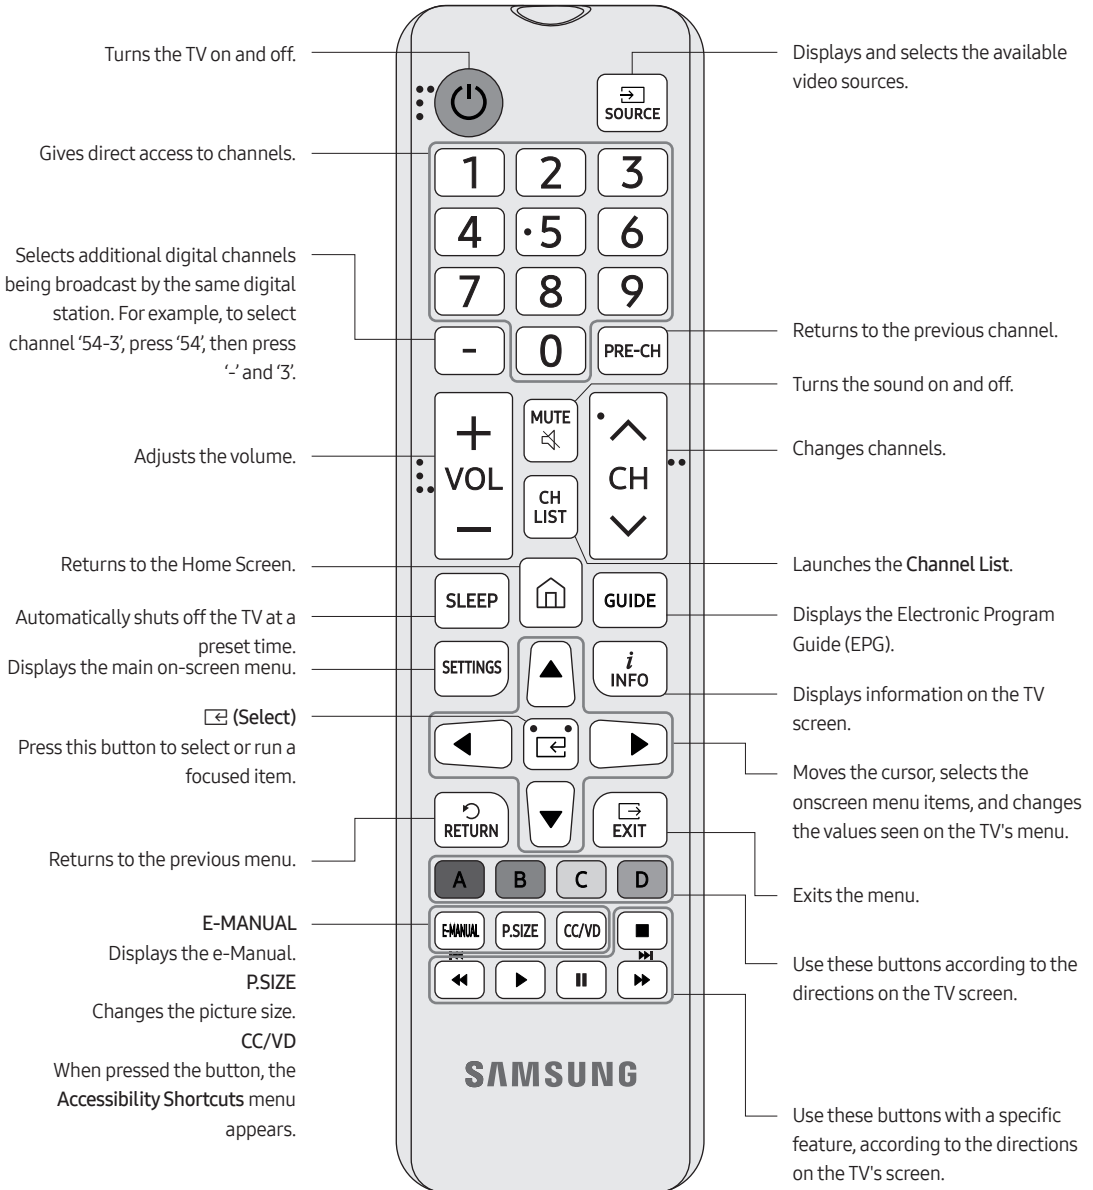 Turns the TV on and off.
Gives direct access to channels.
Selects additional digital channels
being broadcast by the same digital
station. For example, to select
channel ‘54-3’, press ‘54’, then press
‘-’ and ‘3’.
Adjusts the volume.
Returns to the Home Screen.
Automatically shuts off the TV at a
preset time.
Displays the main on-screen menu.
(Select)
Press this button to select or run a
focused item.
Returns to the previous menu.
E-MANUAL
Displays the e-Manual.
P.SIZE
Changes the picture size.
CC/VD
When pressed the button, the
Accessibility Shortcuts menu
appears.
SOURCE
1 2 3
4 5 6
7 8 9
- 0 PRE-CH
MUTE
VOL
CH
CH
LIST
SLEEP
GUIDE
SETTINGS
i
INFO
RETURN
EXIT
A B C D
E-MANUAL P.SIZE CC/VD
SAMSUNG
Displays and selects the available
video sources.
Returns to the previous channel.
Turns the sound on and off.
Changes channels.
Launches the Channel List.
Displays the Electronic Program
Guide (EPG).
Displays information on the TV
screen.
Moves the cursor, selects the
onscreen menu items, and changes
the values seen on the TV's menu.
Exits the menu.
Use these buttons according to the
directions on the TV screen.
Use these buttons with a specific
feature, according to the directions
on the TV's screen.